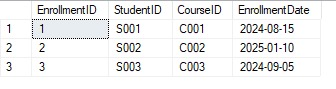 EnrollmentID StudentID CourseID EnrollmentDate
1 1 S001 C001 2024-08-15
2 2 S002 C002 2025-01-10
3 3 S003 C003 2024-09-05